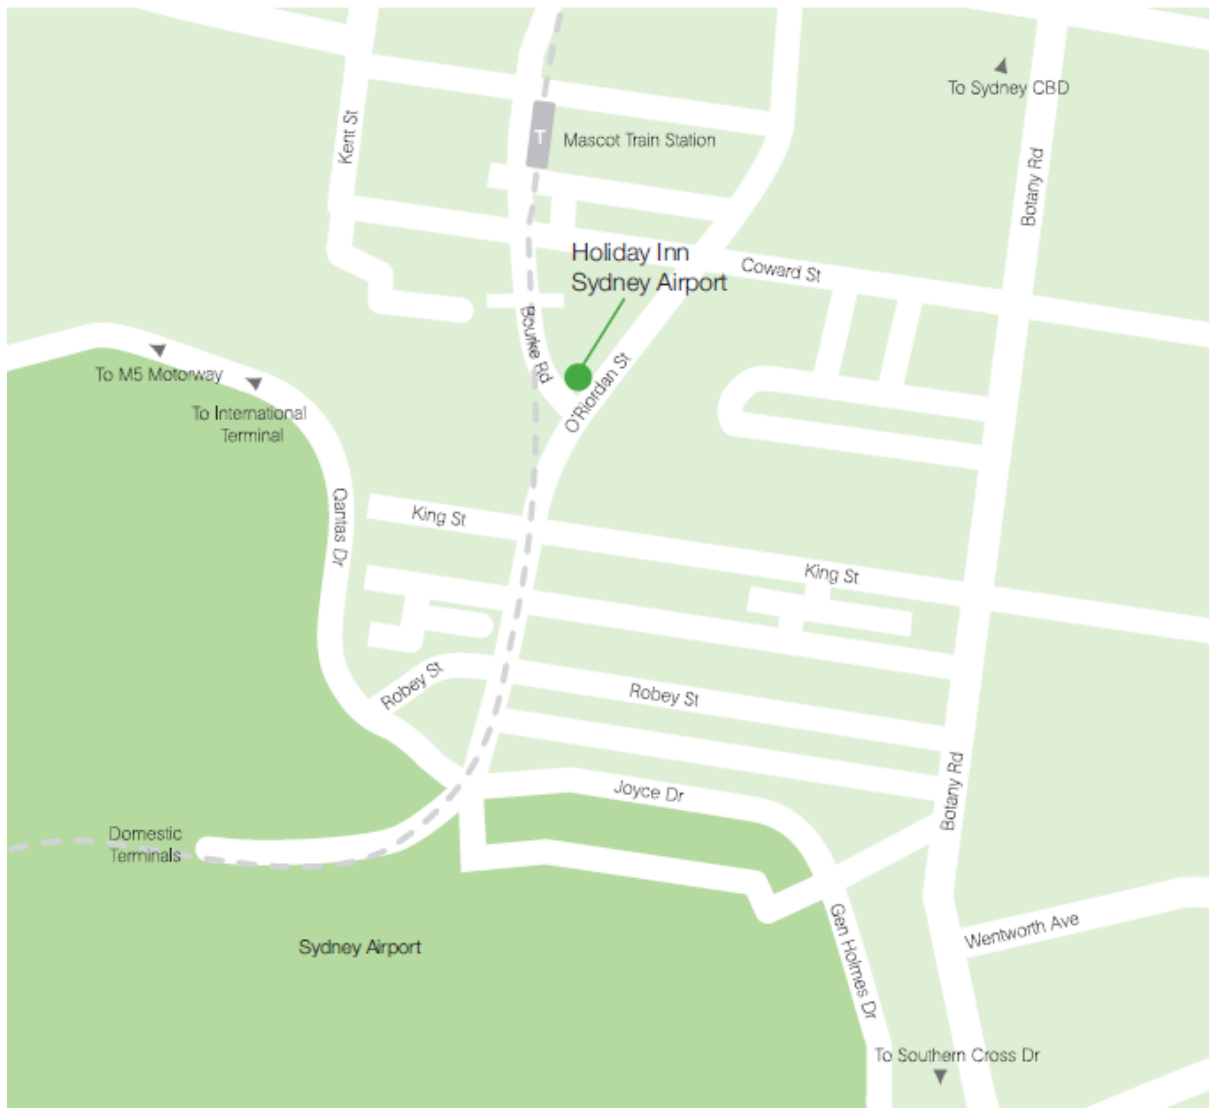 To Sydney CBD
Kent St
T
Mascot Train Station
Botany Rd
Holiday Inn
Sydney Airport
Coward St
Bourke Rd
O'Riordan St
To M5 Motorway
To International
Terminal
Qantas Dr
King St
King St
Robey St
Robey St
Joyce Dr
Botany Rd
Domestic
Terminals
Sydney Airport
Gen Holmes Dr
Wentworth Ave
To Southern Cross Dr